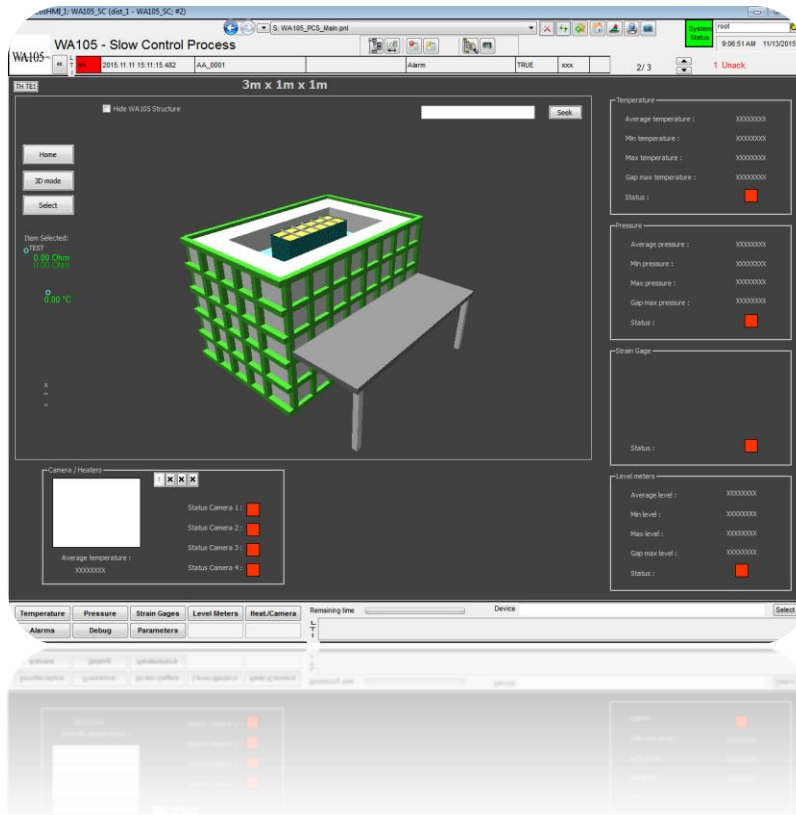 HMI_1: WA105_SC (dist_1 - WA105_SC; #2)
S: WA105_PCS_Main.pnl
System Status
root
WA105 - Slow Control Process
9:06:51 AM 11/13/2015
WA105
L T I
2015.11.11 15:11:15.482 AA_0001 Alarm TRUE xxx 2/ 3 1 Unack.
TH TE1
3m x 1m x 1m
Hide WA105 Structure
Seek
Home
3D mode
Select
Item Selected:
TEST
0.00 Ohm
0.00 Ohm
0.00 °C
x
-
-
Temperature
Average temperature : XXXXXXXX
Min temperature : XXXXXXXX
Max temperature : XXXXXXXX
Gap max temperature : XXXXXXXX
Status :
Pressure
Average pressure : XXXXXXXX
Min pressure : XXXXXXXX
Max pressure : XXXXXXXX
Gap max pressure : XXXXXXXX
Status :
Strain Gage
Status :
Level meters
Average level : XXXXXXXX
Min level : XXXXXXXX
Max level : XXXXXXXX
Gap max level : XXXXXXXX
Status :
Camera / Heaters
1 X X X
Status Camera 1 :
Status Camera 2 :
Status Camera 3 :
Status Camera 4 :
Average temperature :
XXXXXXXX
Temperature Pressure Strain Gages Level Meters Heat./Camera
Alarms Debug Parameters
Remaining time
Device
Select
L T I